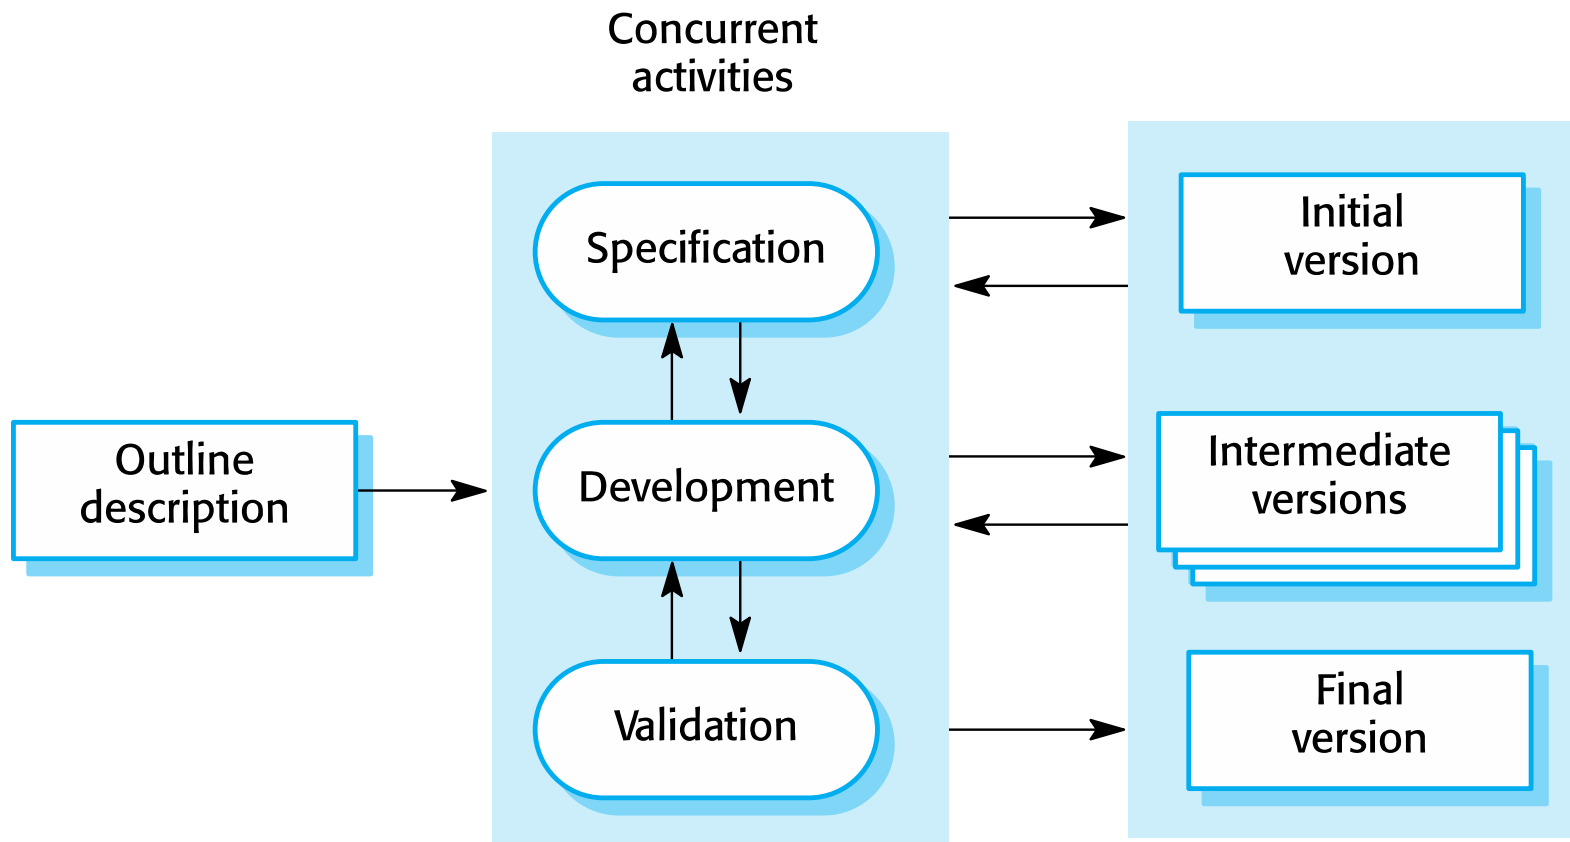 Concurrent
activities
Specification
Initial
version
Outline
description
Development
Intermediate
versions
Validation
Final
version